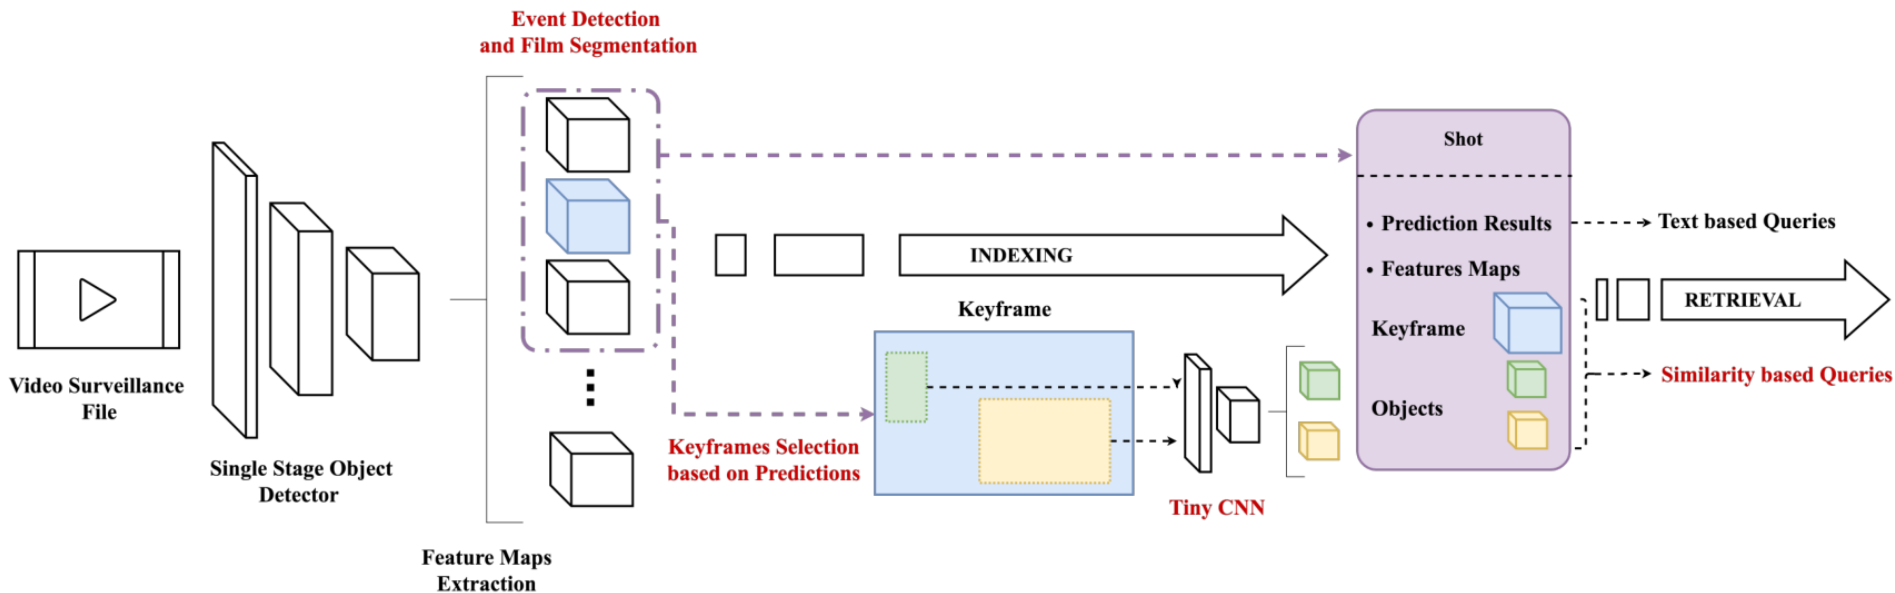 Event Detection
and Film Segmentation
Shot
• Prediction Results
Text based Queries
INDEXING
• Features Maps
RETRIEVAL
Keyframe
Keyframe
Video Surveillance
File
Similarity based Queries
Objects
Keyframes Selection
based on Predictions
Single Stage Object
Detector
Tiny CNN
Feature Maps
Extraction